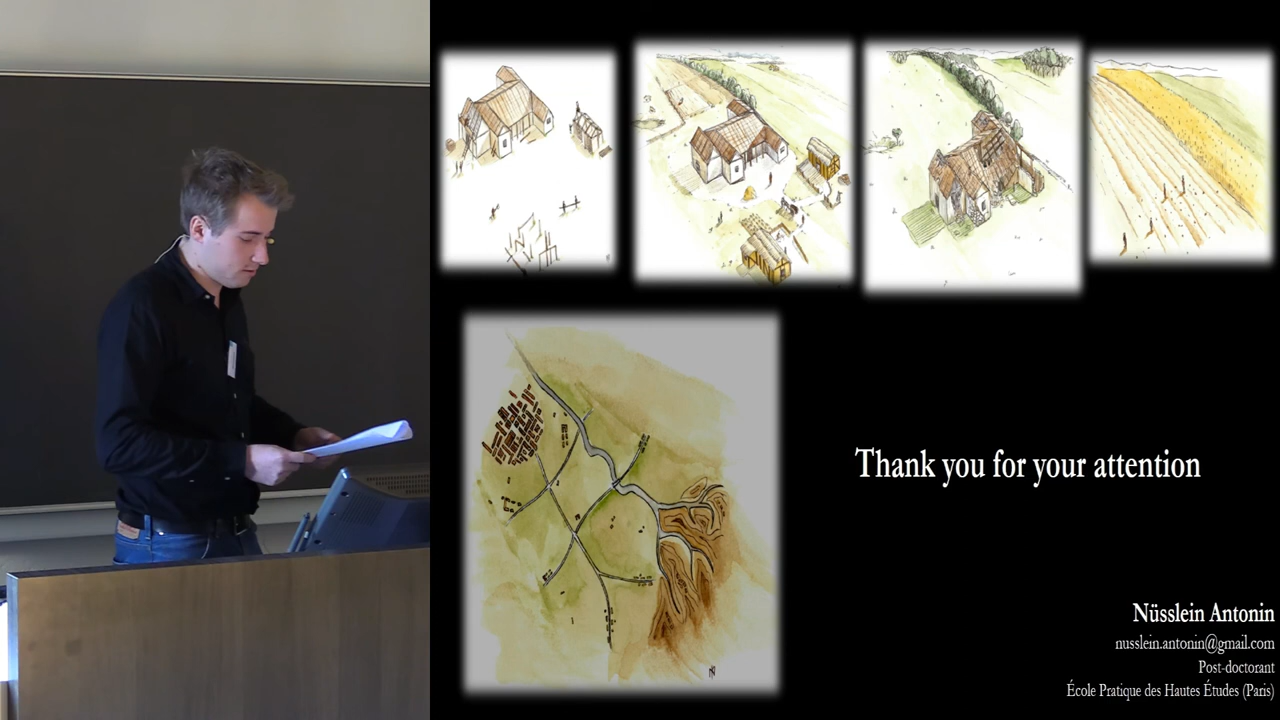 Thank you for your attention
Nüsslein Antonin
nusslein.antonin@gmail.com
Post-doctorant
École Pratique des Hautes Études (Paris)